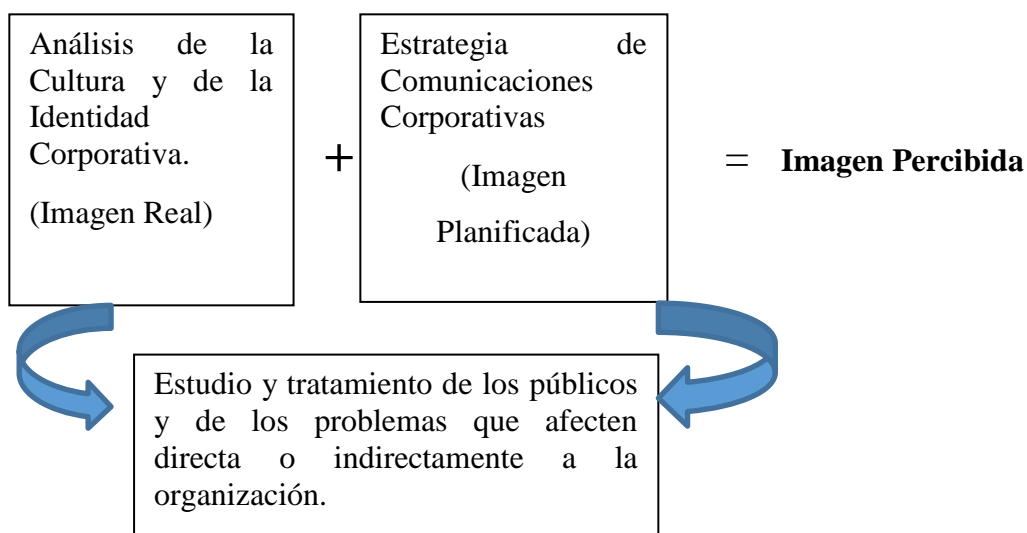 Análisis de la
Cultura y de la
Identidad
Corporativa.
(Imagen Real)
+
Estrategia de
Comunicaciones
Corporativas
(Imagen
Planificada)
= Imagen Percibida
Estudio y tratamiento de los públicos
y de los problemas que afecten
directa o indirectamente a la
organización.